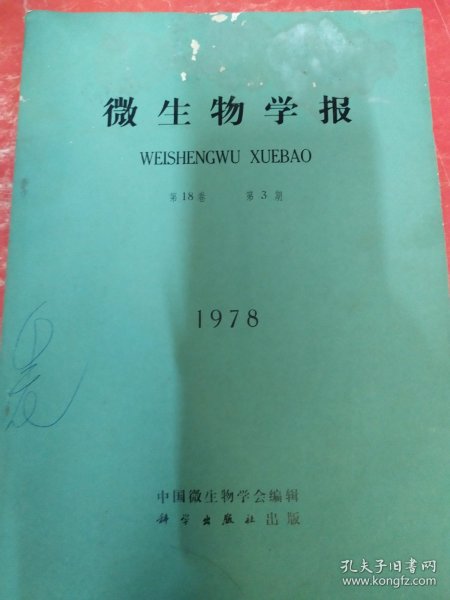 微生物学报
WEISHENGWU XUEBAO
第18卷 第3期
1978
中国微生物学会编辑
科学出版社出版
孔夫子旧书网
www.kongfz.com